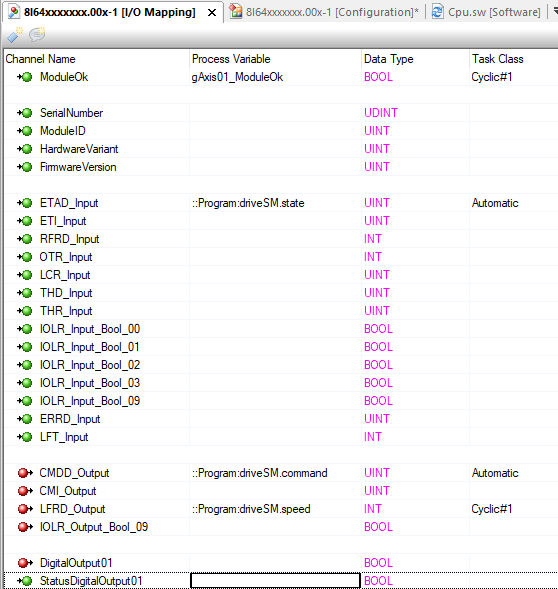 8I64xxxxxxx.00x-1 [I/O Mapping] 8I64xxxxxxx.00x-1 [Configuration]* Cpu.sw [Software]
Channel Name Process Variable Data Type Task Class
ModuleOk gAxis01_ModuleOk BOOL Cyclic#1
SerialNumber UDINT
ModuleID UINT
HardwareVariant UINT
FirmwareVersion UINT
ETAD_Input ::Program:driveSM.state UINT Automatic
ETI_Input UINT
RFRD_Input INT
OTR_Input INT
LCR_Input UINT
THD_Input UINT
THR_Input UINT
IOLR_Input_Bool_00 BOOL
IOLR_Input_Bool_01 BOOL
IOLR_Input_Bool_02 BOOL
IOLR_Input_Bool_03 BOOL
IOLR_Input_Bool_09 BOOL
ERRD_Input UINT
LFT_Input INT
CMDD_Output ::Program:driveSM.command UINT Automatic
CMI_Output UINT
LFRD_Output ::Program:driveSM.speed INT Cyclic#1
IOLR_Output_Bool_09 BOOL
DigitalOutput01 BOOL
StatusDigitalOutput01 BOOL